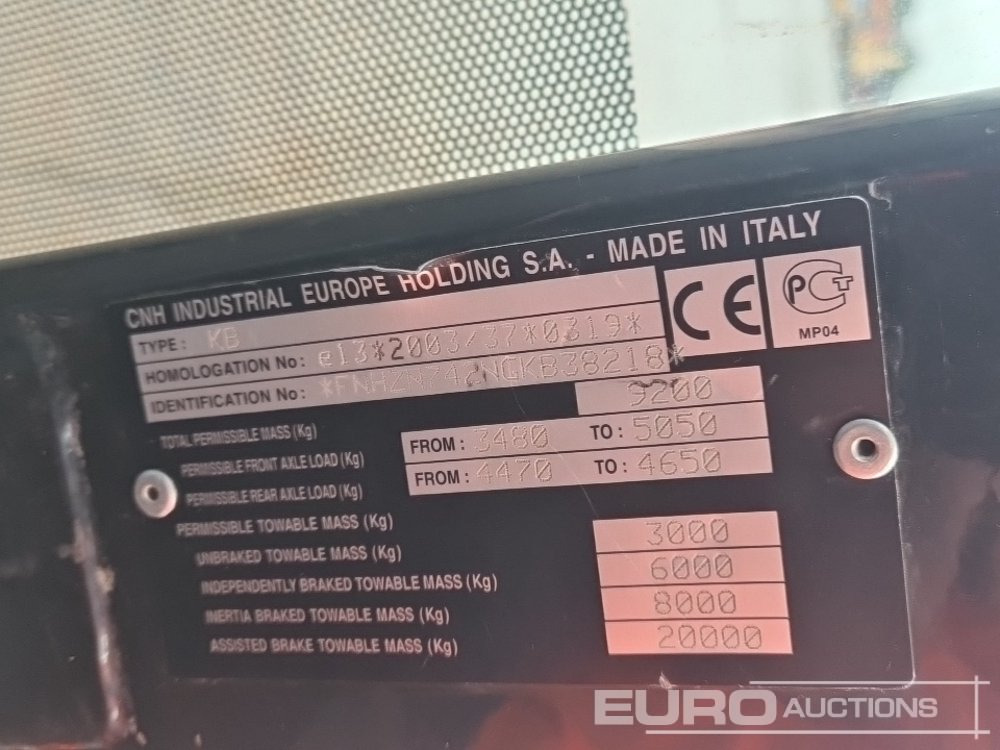 CNH INDUSTRIAL EUROPE HOLDING S.A. - MADE IN ITALY
TYPE : KB
HOMOLOGATION No : e13*2003/37*0319*
IDENTIFICATION No :
CE PCT
MP04
TOTAL PERMISSIBLE MASS (Kg) 9200
PERMISSIBLE FRONT AXLE LOAD (Kg) FROM : 3480 TO : 5050
PERMISSIBLE REAR AXLE LOAD (Kg) FROM : 4470 TO : 4650
PERMISSIBLE TOWABLE MASS (Kg)
UNBRAKED TOWABLE MASS (Kg) 3000
INDEPENDENTLY BRAKED TOWABLE MASS (Kg) 6000
INERTIA BRAKED TOWABLE MASS (Kg) 8000
ASSISTED BRAKE TOWABLE MASS (Kg) 20000
EURO AUCTIONS